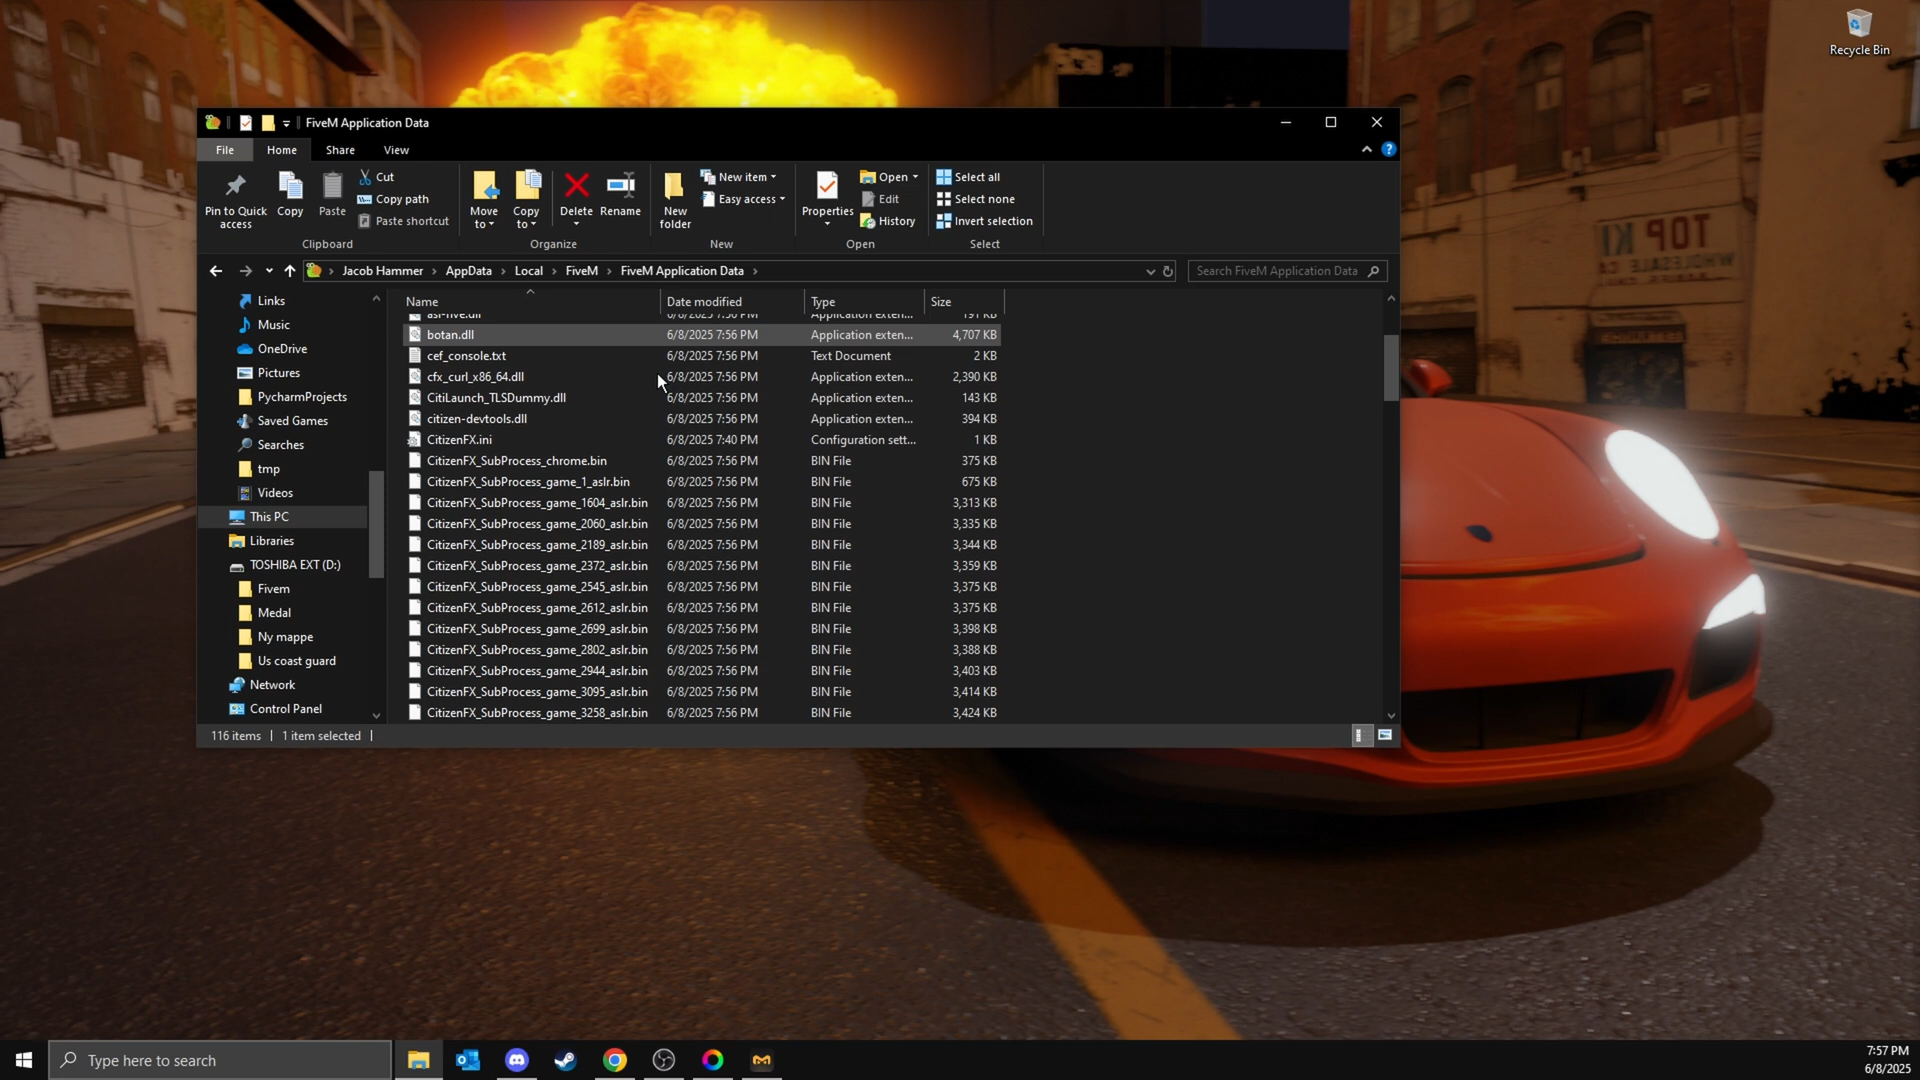 Recycle Bin
FiveM Application Data
File Home Share View
Pin to Quick access
Copy
Paste
Cut
Copy path
Paste shortcut
Clipboard
Move to
Copy to
Delete
Rename
Organize
New folder
New item
Easy access
New
Properties
Open
Edit
History
Open
Select all
Select none
Invert selection
Select
Jacob Hammer > AppData > Local > FiveM > FiveM Application Data >
Search FiveM Application Data
Links
Music
OneDrive
Pictures
PycharmProjects
Saved Games
Searches
tmp
Videos
This PC
Libraries
TOSHIBA EXT (D:)
Fivem
Medal
Ny mappe
Us coast guard
Network
Control Panel
Name Date modified Type Size
botan.dll 6/8/2025 7:56 PM Application exten... 4,707 KB
cef_console.txt 6/8/2025 7:56 PM Text Document 2 KB
cfx_curl_x86_64.dll 6/8/2025 7:56 PM Application exten... 2,390 KB
CitiLaunch_TLSDummy.dll 6/8/2025 7:56 PM Application exten... 143 KB
citizen-devtools.dll 6/8/2025 7:56 PM Application exten... 394 KB
CitizenFX.ini 6/8/2025 7:40 PM Configuration sett... 1 KB
CitizenFX_SubProcess_chrome.bin 6/8/2025 7:56 PM BIN File 375 KB
CitizenFX_SubProcess_game_1_aslr.bin 6/8/2025 7:56 PM BIN File 675 KB
CitizenFX_SubProcess_game_1604_aslr.bin 6/8/2025 7:56 PM BIN File 3,313 KB
CitizenFX_SubProcess_game_2060_aslr.bin 6/8/2025 7:56 PM BIN File 3,335 KB
CitizenFX_SubProcess_game_2189_aslr.bin 6/8/2025 7:56 PM BIN File 3,344 KB
CitizenFX_SubProcess_game_2372_aslr.bin 6/8/2025 7:56 PM BIN File 3,359 KB
CitizenFX_SubProcess_game_2545_aslr.bin 6/8/2025 7:56 PM BIN File 3,375 KB
CitizenFX_SubProcess_game_2612_aslr.bin 6/8/2025 7:56 PM BIN File 3,375 KB
CitizenFX_SubProcess_game_2699_aslr.bin 6/8/2025 7:56 PM BIN File 3,398 KB
CitizenFX_SubProcess_game_2802_aslr.bin 6/8/2025 7:56 PM BIN File 3,388 KB
CitizenFX_SubProcess_game_2944_aslr.bin 6/8/2025 7:56 PM BIN File 3,403 KB
CitizenFX_SubProcess_game_3095_aslr.bin 6/8/2025 7:56 PM BIN File 3,414 KB
CitizenFX_SubProcess_game_3258_aslr.bin 6/8/2025 7:56 PM BIN File 3,424 KB
116 items | 1 item selected |
TOP KI
WHOLESALE CA
Type here to search
7:57 PM
6/8/2025